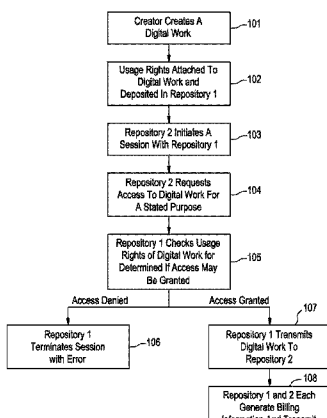 Creator Creates A
Digital Work
101
Usage Rights Attached To
Digital Work and
Deposited In Repository 1
102
Repository 2 Initiates A
Session With Repository 1
103
Repository 2 Requests
Access To Digital Work For
A Stated Purpose
104
Repository 1 Checks Usage
Rights of Digital Work for
Determined If Access May
Be Granted
105
Access Denied
Access Granted
107
Repository 1
Terminates Session
with Error
106
Repository 1 Transmits
Digital Work To
Repository 2
108
Repository 1 and 2 Each
Generate Billing
Information And Transmit